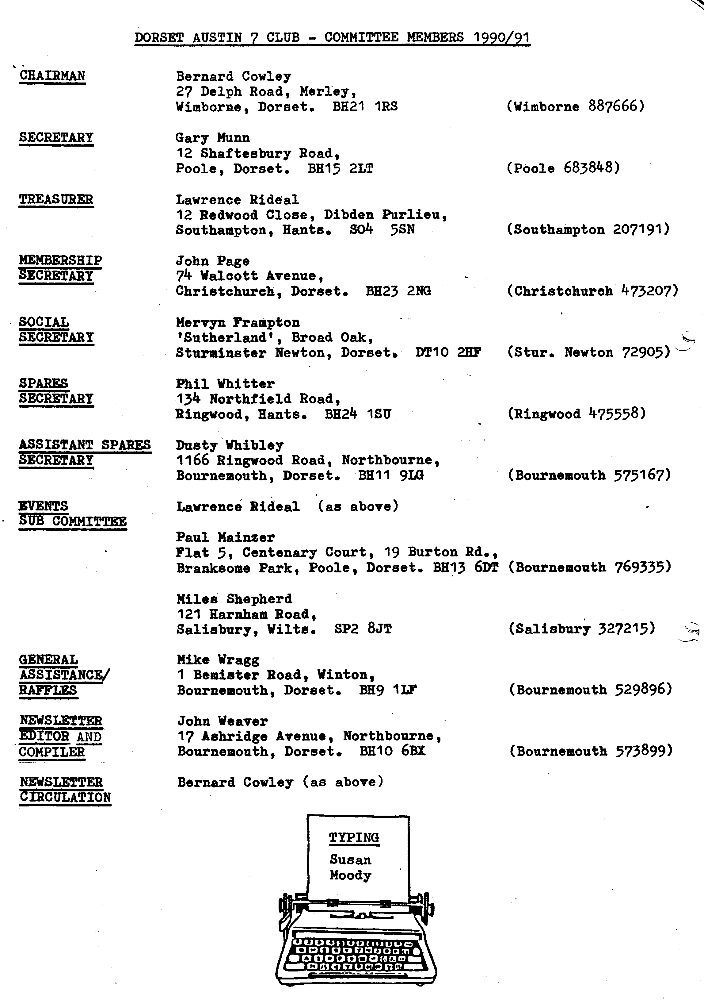 DORSET AUSTIN 7 CLUB - COMMITTEE MEMBERS 1990/91
CHAIRMAN
Bernard Cowley
27 Delph Road, Merley,
Wimborne, Dorset. BH21 1RS (Wimborne 887666)
SECRETARY
Gary Munn
12 Shaftesbury Road,
Poole, Dorset. BH15 2LT (Poole 683848)
TREASURER
Lawrence Rideal
12 Redwood Close, Dibden Purlieu,
Southampton, Hants. SO4 5SN (Southampton 207191)
MEMBERSHIP
SECRETARY
John Page
74 Walcott Avenue,
Christchurch, Dorset. BH23 2NG (Christchurch 473207)
SOCIAL
SECRETARY
Mervyn Frampton
'Sutherland', Broad Oak,
Sturminster Newton, Dorset. DT10 2HF (Stur. Newton 72905)
SPARES
SECRETARY
Phil Whitter
134 Northfield Road,
Ringwood, Hants. BH24 1SU (Ringwood 475558)
ASSISTANT SPARES
SECRETARY
Dusty Whibley
1166 Ringwood Road, Northbourne,
Bournemouth, Dorset. BH11 9LG (Bournemouth 575167)
EVENTS
SUB COMMITTEE
Lawrence Rideal (as above)
Paul Mainzer
Flat 5, Centenary Court, 19 Burton Rd.,
Branksome Park, Poole, Dorset. BH13 6DT (Bournemouth 769335)
Miles Shepherd
121 Harnham Road,
Salisbury, Wilts. SP2 8JT (Salisbury 327215)
GENERAL
ASSISTANCE/
RAFFLES
Mike Wragg
1 Bemister Road, Winton,
Bournemouth, Dorset. BH9 1LF (Bournemouth 529896)
NEWSLETTER
EDITOR AND
COMPILER
John Weaver
17 Ashridge Avenue, Northbourne,
Bournemouth, Dorset. BH10 6BX (Bournemouth 573899)
NEWSLETTER
CIRCULATION
Bernard Cowley (as above)
TYPING
Susan
Moody